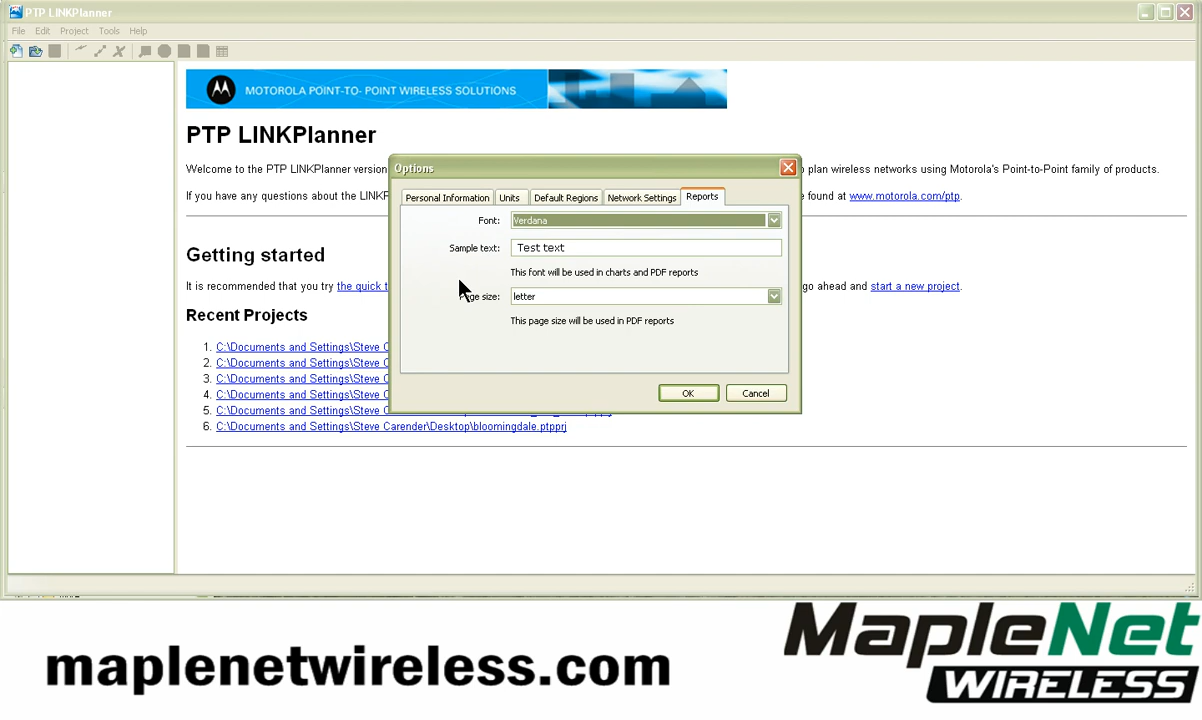 PTP LINKPlanner
File Edit Project Tools Help
MOTOROLA POINT-TO- POINT WIRELESS SOLUTIONS
PTP LINKPlanner
Welcome to the PTP LINKPlanner version plan wireless networks using Motorola's Point-to-Point family of products.
If you have any questions about the found at www.motorola.com/ptp.
Getting started
It is recommended that you try the quick go ahead and start a new project.
Recent Projects
1. C:\Documents and Settings\Steve
2. C:\Documents and Settings\Steve
3. C:\Documents and Settings\Steve
4. C:\Documents and Settings\Steve
5. C:\Documents and Settings\Steve
6. C:\Documents and Settings\Steve Carender\Desktop\bloomingdale.ptpprj
Options
Personal Information Units Default Regions Network Settings Reports
Font: Verdana
Sample text: Test text
This font will be used in charts and PDF reports
size: letter
This page size will be used in PDF reports
OK Cancel
maplenetwireless.com
MapleNet
WIRELESS